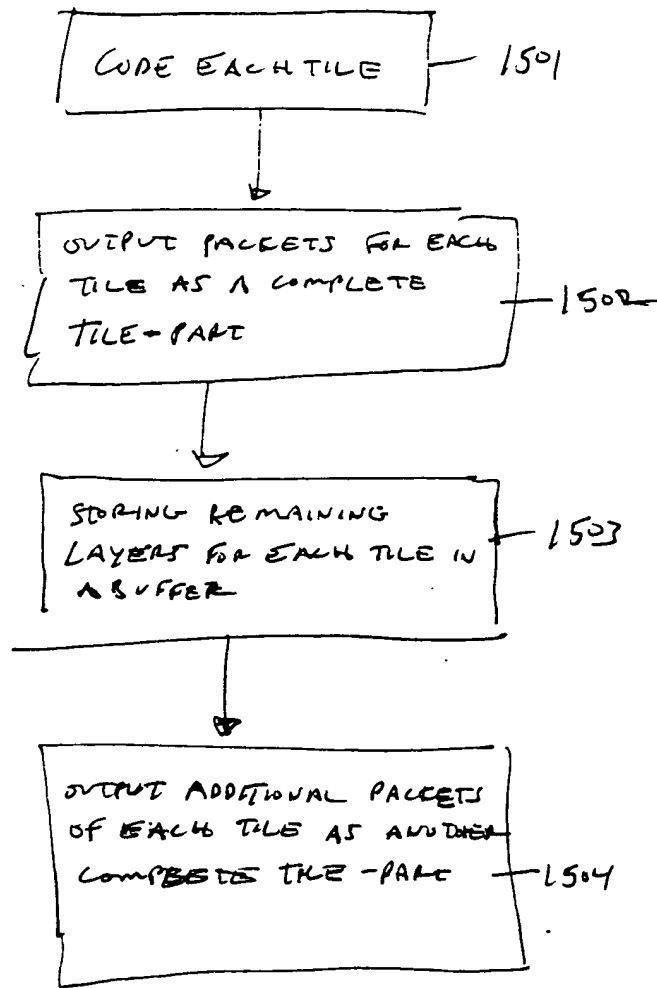 CODE EACH TILE
1501
OUTPUT PACKETS FOR EACH
TILE AS A COMPLETE
TILE-PART
1502
STORING REMAINING
LAYERS FOR EACH TILE IN
A BUFFER
1503
OUTPUT ADDITIONAL PACKETS
OF EACH TILE AS ANOTHER
COMPLETE TILE-PART
1504